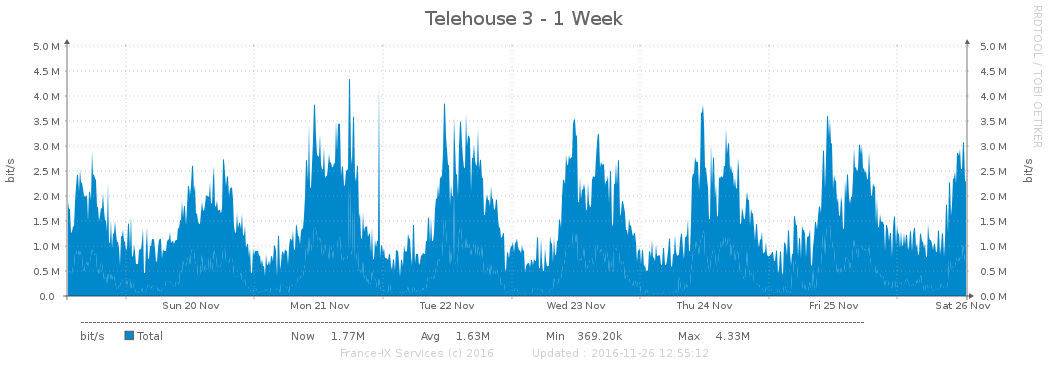 Telehouse 3 - 1 Week
RRDTOOL / TOBI OETIKER
bit/s
5.0 M 5.0 M
4.5 M 4.5 M
4.0 M 4.0 M
3.5 M 3.5 M
3.0 M 3.0 M
2.5 M 2.5 M
2.0 M 2.0 M
1.5 M 1.5 M
1.0 M 1.0 M
0.5 M 0.5 M
0.0 0.0 M
bit/s
Sun 20 Nov Mon 21 Nov Tue 22 Nov Wed 23 Nov Thu 24 Nov Fri 25 Nov Sat 26 Nov
bit/s Total Now 1.77M Avg 1.63M Min 369.20k Max 4.33M
France-IX Services (c) 2016 Updated : 2016-11-26 12:55:12